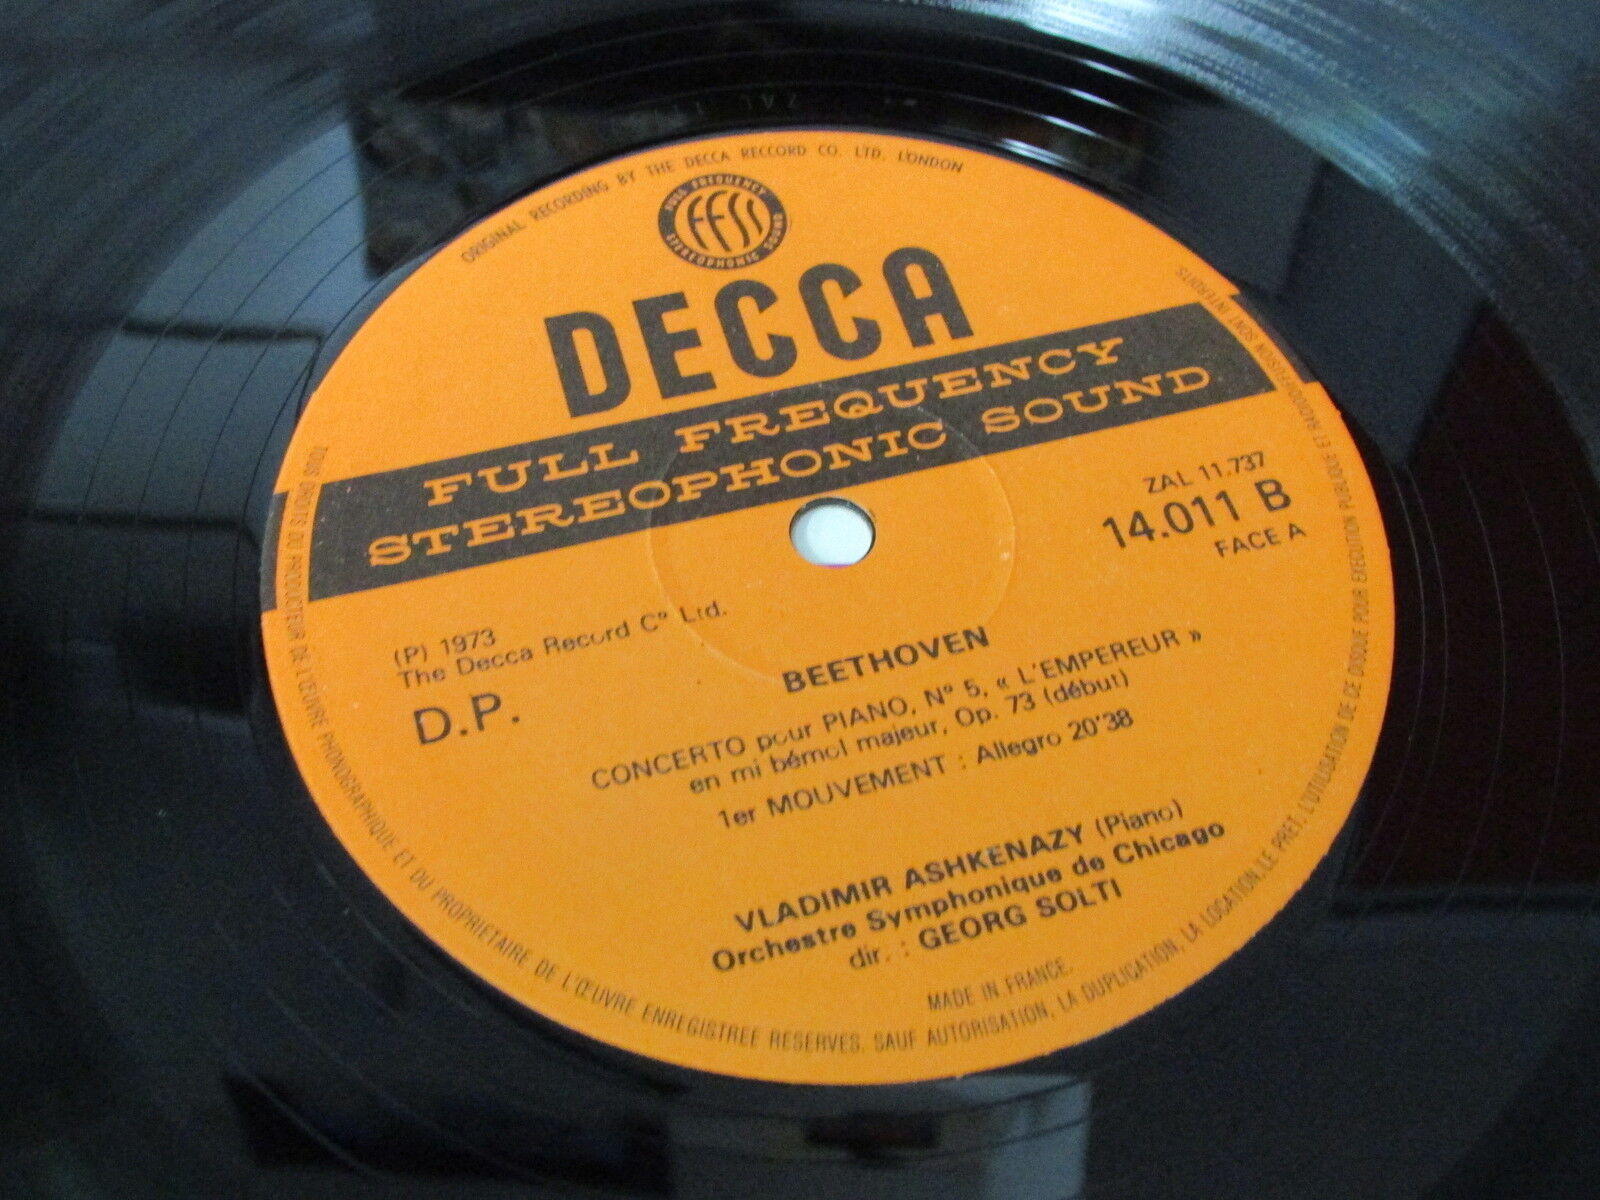 ORIGINAL RECORDING BY THE DECCA RECCORD CO. LTD. LONDON
FULL FREQUENCY
FFSS
STEREOPHONIC SOUND
DECCA
FULL FREQUENCY
STEREOPHONIC SOUND
ZAL 11.737
14.011 B
FACE A
(P) 1973
The Decca Record C° Ltd.
D.P.
BEETHOVEN
CONCERTO pour PIANO, N° 5, « L'EMPEREUR »
en mi bémol majeur, Op. 73 (début)
1er MOUVEMENT : Allegro 20'38
VLADIMIR ASHKENAZY (Piano)
Orchestre Symphonique de Chicago
dir. : GEORG SOLTI
MADE IN FRANCE.
TOUS DROITS DU PRODUCTEUR DE L'ŒUVRE PHONOGRAPHIQUE ET DU PROPRIETAIRE DE L'ŒUVRE ENREGISTREE RESERVES. SAUF AUTORISATION, LA DUPLICATION, LA LOCATION, LE PRET, L'UTILISATION DE CE DISQUE POUR EXECUTION PUBLIQUE ET RADIODIFFUSION SONT INTERDITS